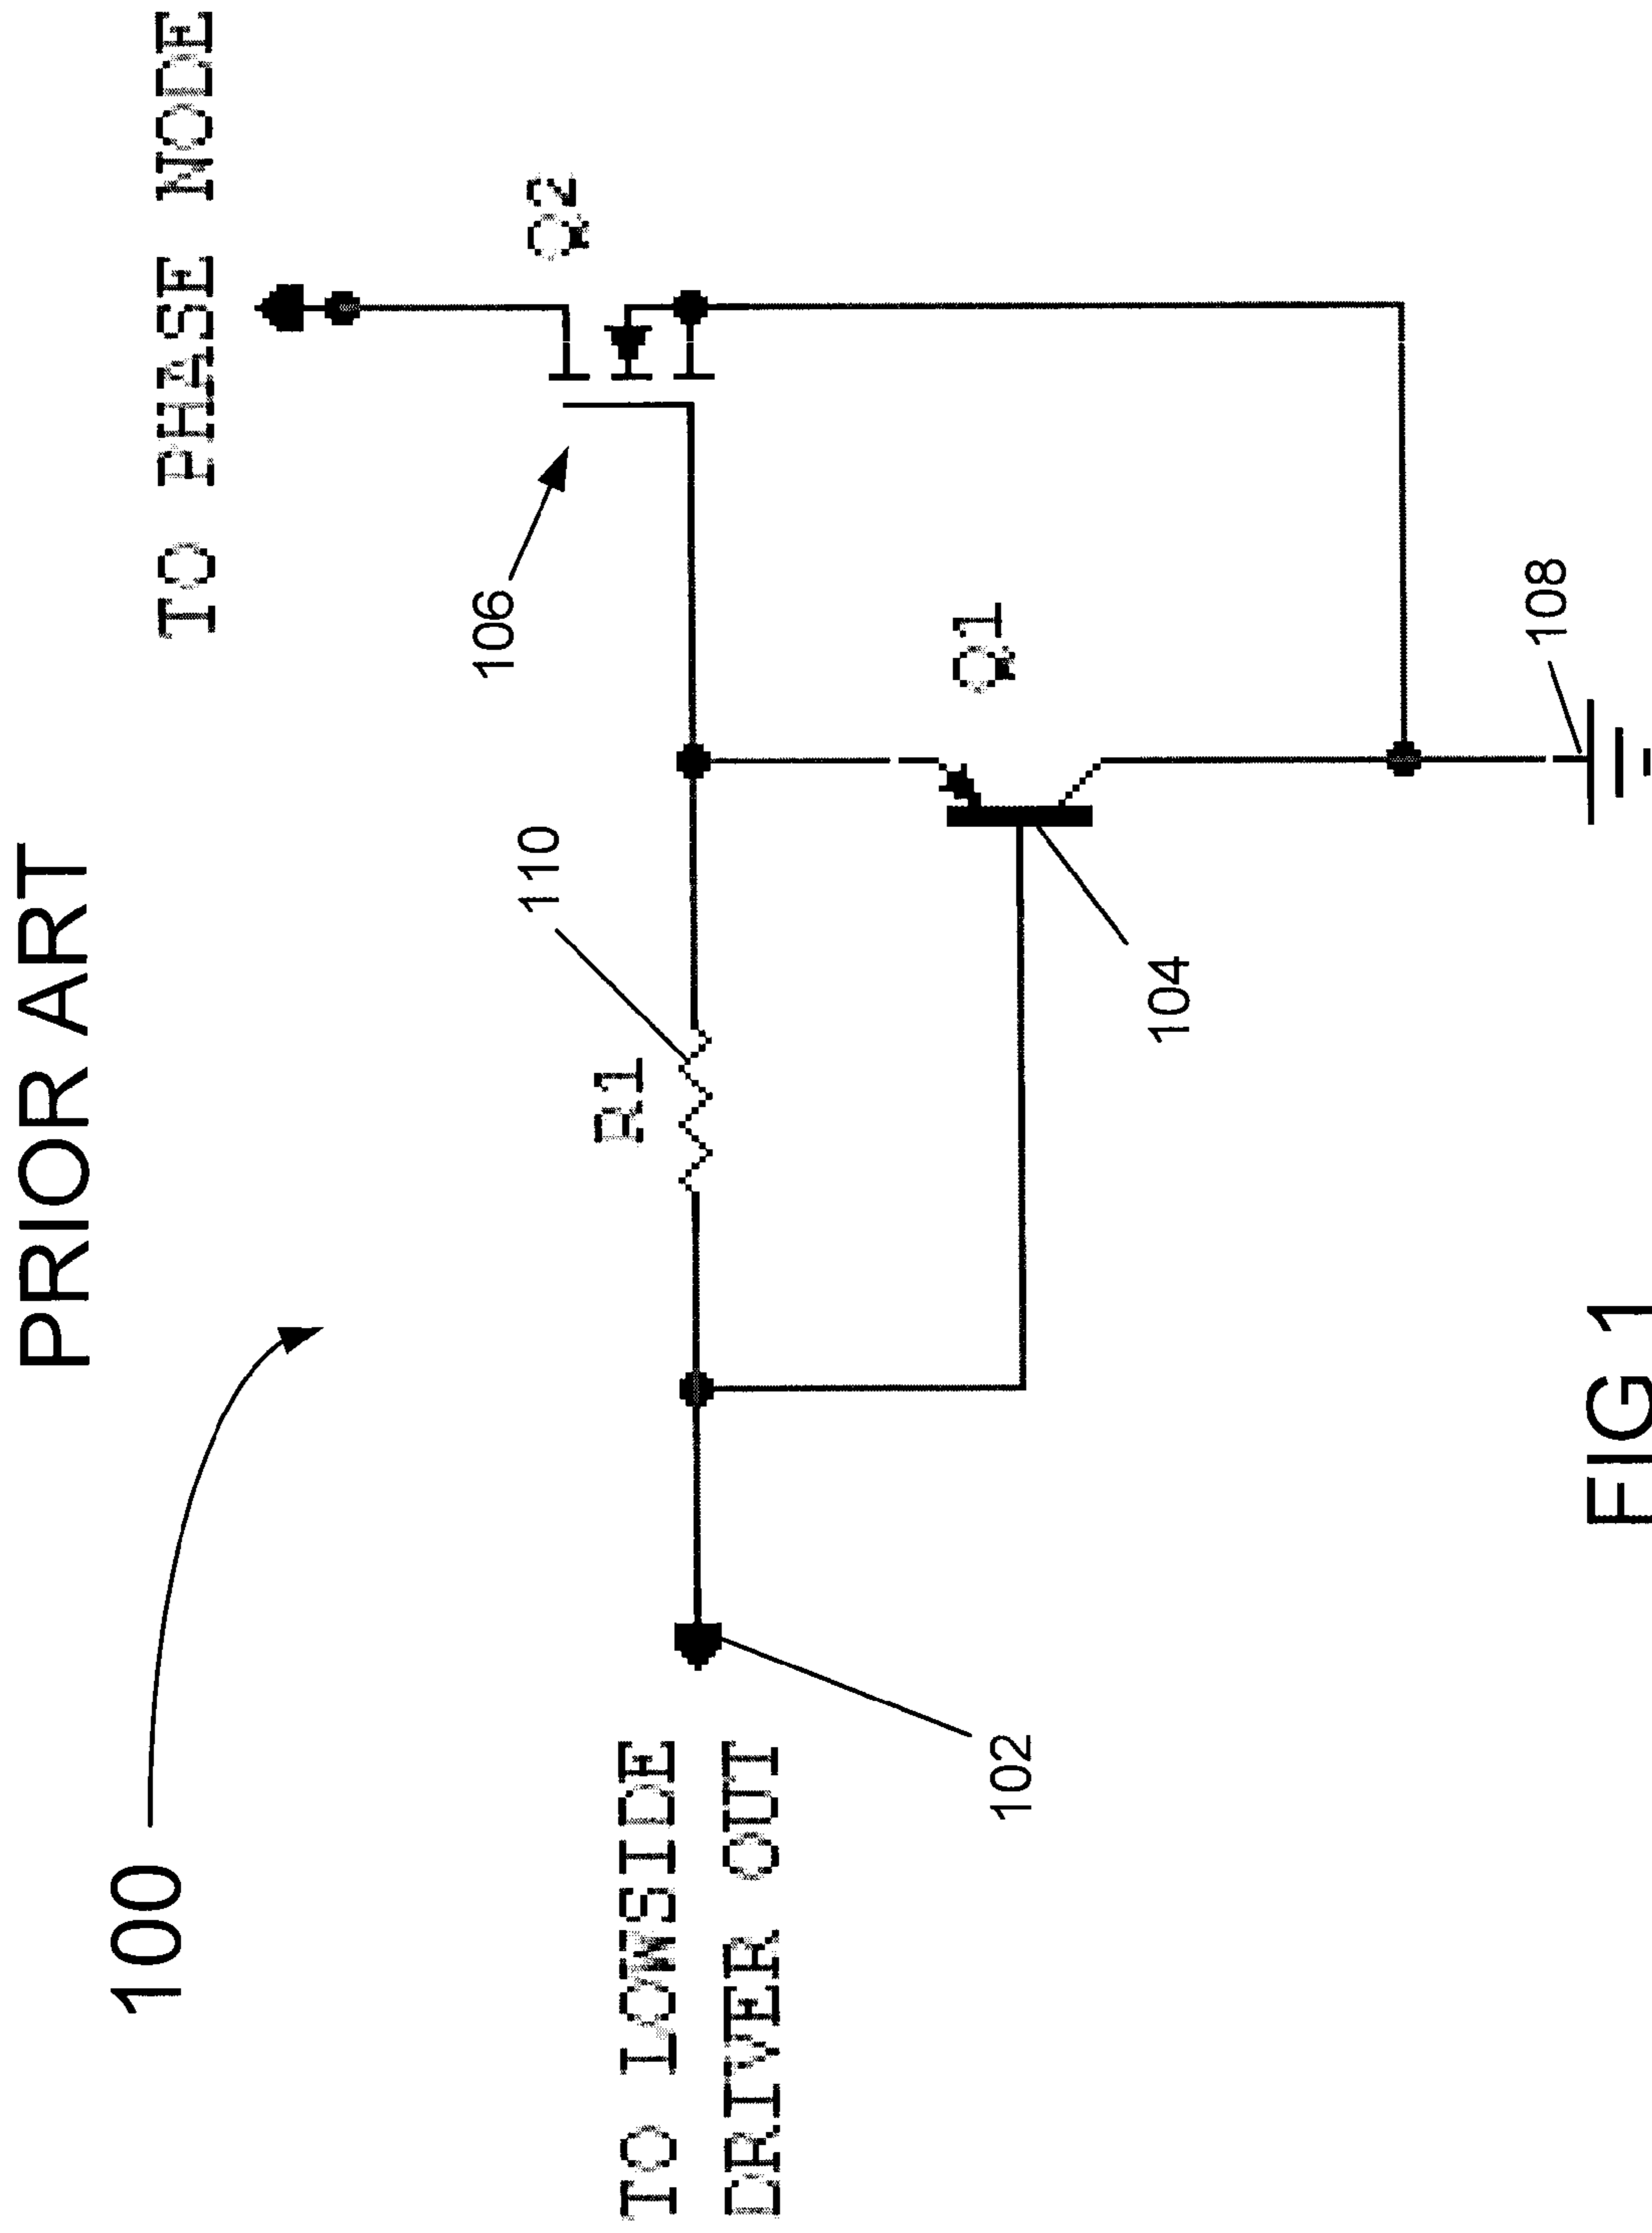 PRIOR ART
100
TO PHASE NODE
Q2
106
110
R1
TO LOWSIDE
DRIVER OUT
102
Q1
104
108
FIG 1